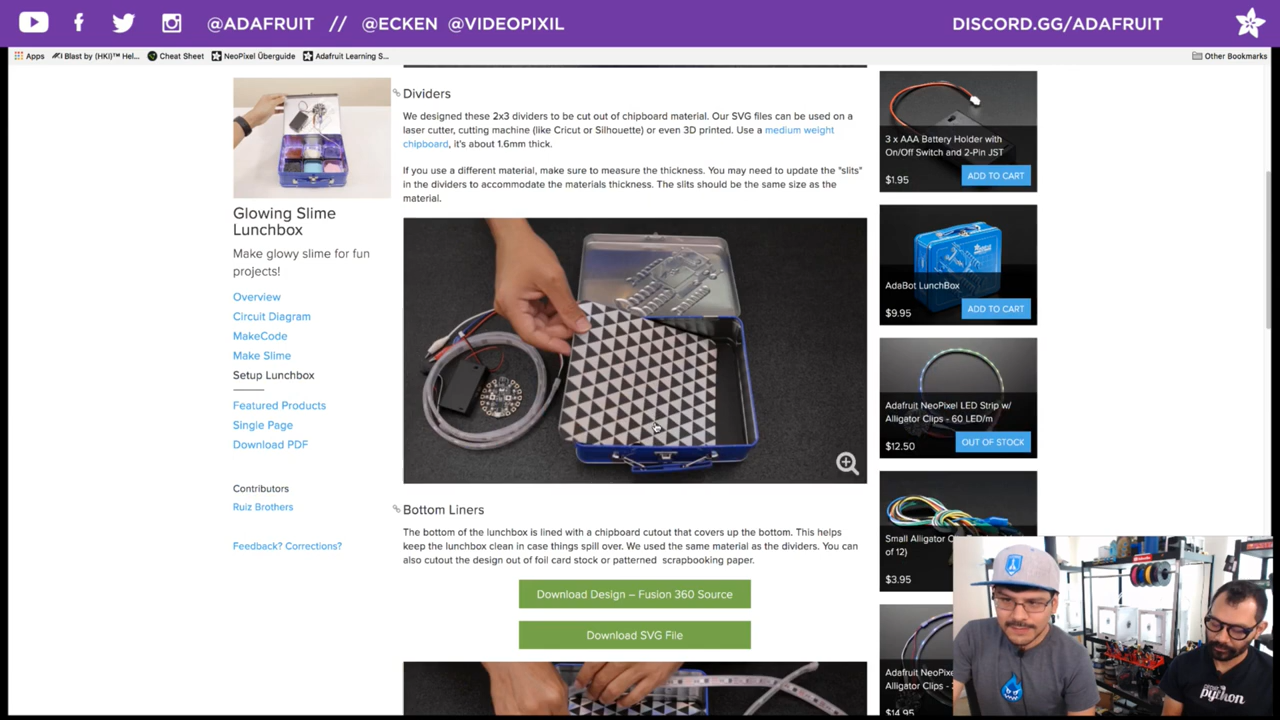 @ADAFRUIT // @ECKEN @VIDEOPIXIL
DISCORD.GG/ADAFRUIT
Apps
Blast by (HKI)™ Hel...
Cheat Sheet
NeoPixel Überguide
Adafruit Learning S...
Other Bookmarks
Glowing Slime
Lunchbox
Make glowy slime for fun
projects!
Overview
Circuit Diagram
MakeCode
Make Slime
Setup Lunchbox
Featured Products
Single Page
Download PDF
Contributors
Ruiz Brothers
Feedback? Corrections?
Dividers
We designed these 2x3 dividers to be cut out of chipboard material. Our SVG files can be used on a
laser cutter, cutting machine (like Cricut or Silhouette) or even 3D printed. Use a medium weight
chipboard, it's about 1.6mm thick.
If you use a different material, make sure to measure the thickness. You may need to update the "slits"
in the dividers to accommodate the materials thickness. The slits should be the same size as the
material.
Bottom Liners
The bottom of the lunchbox is lined with a chipboard cutout that covers up the bottom. This helps
keep the lunchbox clean in case things spill over. We used the same material as the dividers. You can
also cutout the design out of foil card stock or patterned scrapbooking paper.
Download Design – Fusion 360 Source
Download SVG File
3 x AAA Battery Holder with
On/Off Switch and 2-Pin JST
$1.95
ADD TO CART
AdaBot LunchBox
$9.95
ADD TO CART
Adafruit NeoPixel LED Strip w/
Alligator Clips - 60 LED/m
$12.50
OUT OF STOCK
Small Alligator C
of 12)
$3.95
Adafruit NeoPixel
Alligator Clips -
$14.95
python